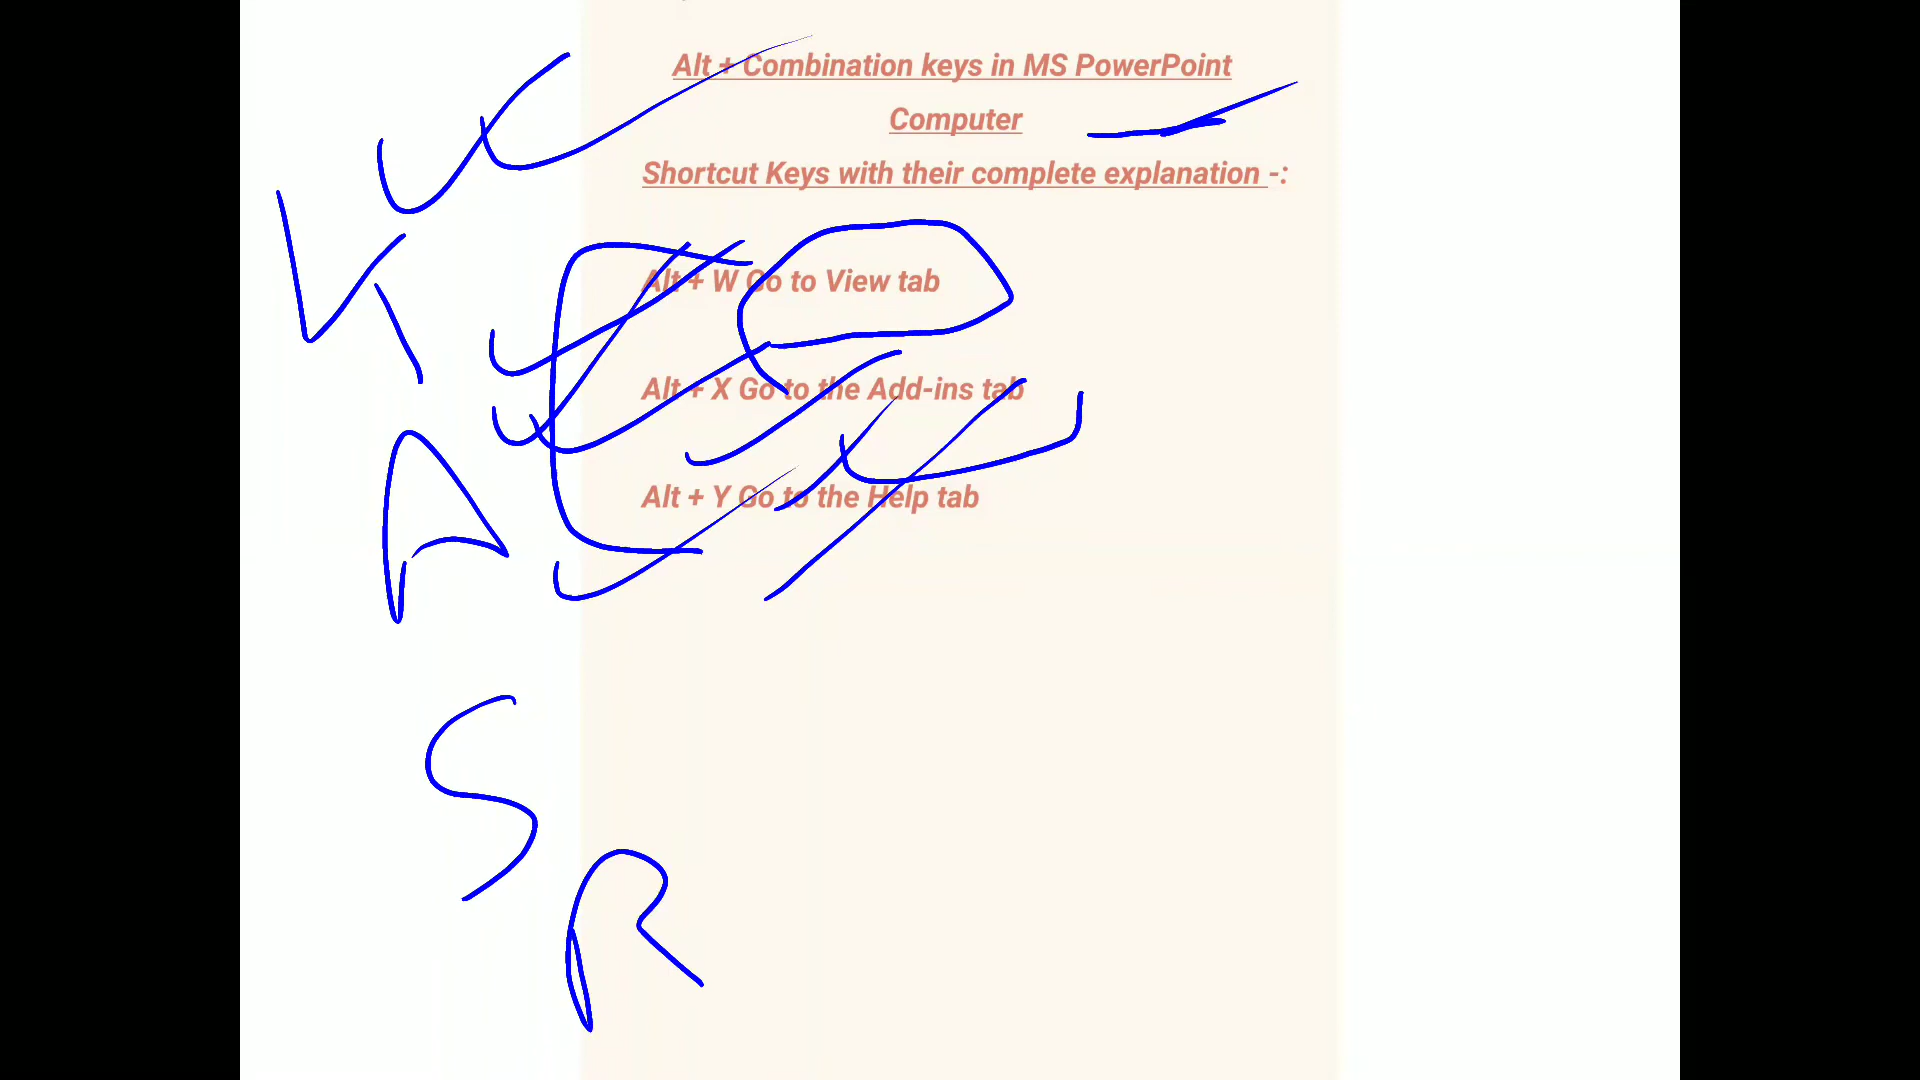 Alt + Combination keys in MS PowerPoint
Computer
Shortcut Keys with their complete explanation -:
Alt + W Go to View tab
Alt + X Go to the Add-ins tab
Alt + Y Go to the Help tab
A
S
R